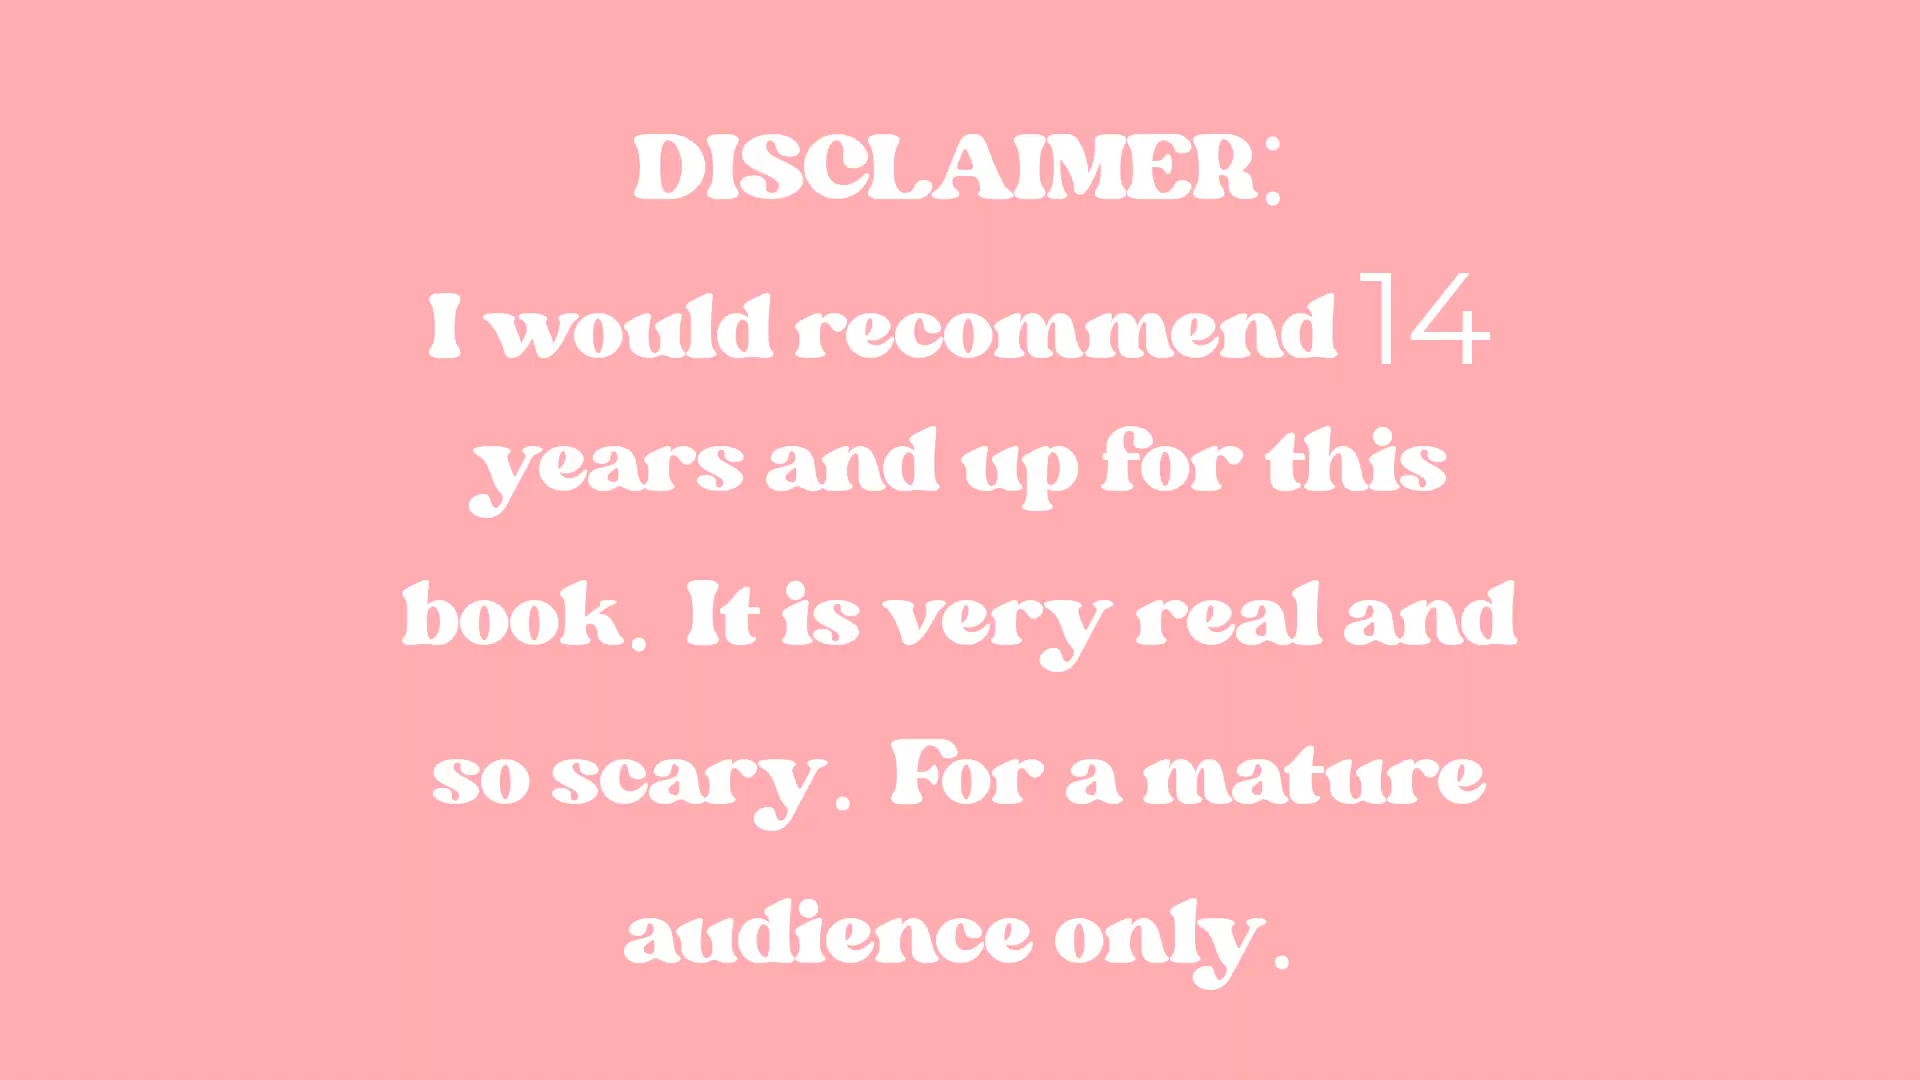 DISCLAIMER:
I would recommend 14
years and up for this
book. It is very real and
so scary. For a mature
audience only.